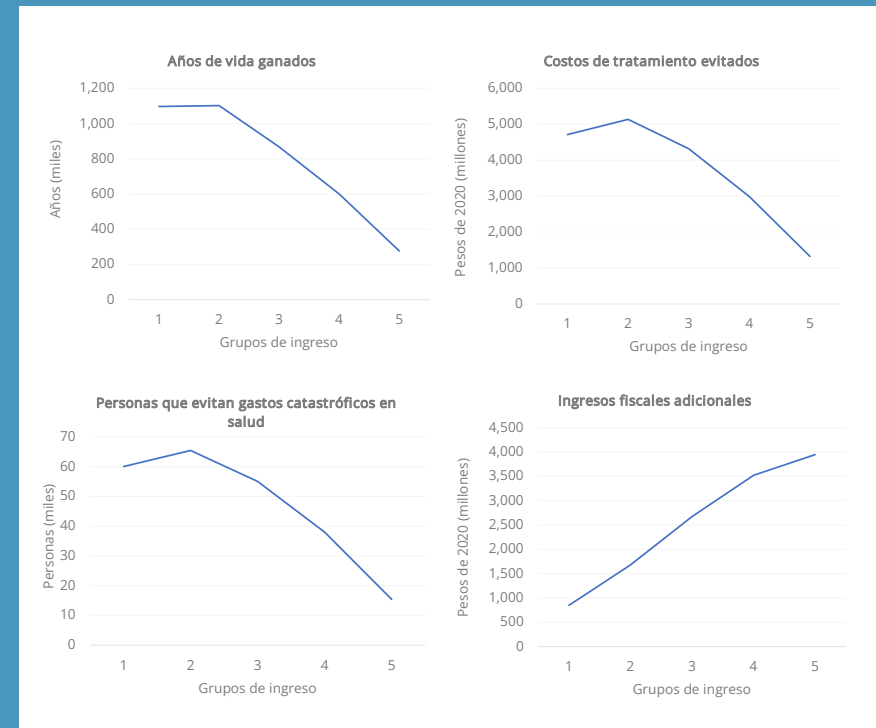 Años de vida ganados
1,200
1,000
800
600
400
200
0
Años (miles)
1 2 3 4 5
Grupos de ingreso
Costos de tratamiento evitados
6,000
5,000
4,000
3,000
2,000
1,000
0
Pesos de 2020 (millones)
1 2 3 4 5
Grupos de ingreso
Personas que evitan gastos catastróficos en
salud
70
60
50
40
30
20
10
0
Personas (miles)
1 2 3 4 5
Grupos de ingreso
Ingresos fiscales adicionales
4,500
4,000
3,500
3,000
2,500
2,000
1,500
1,000
500
0
Pesos de 2020 (millones)
1 2 3 4 5
Grupos de ingreso